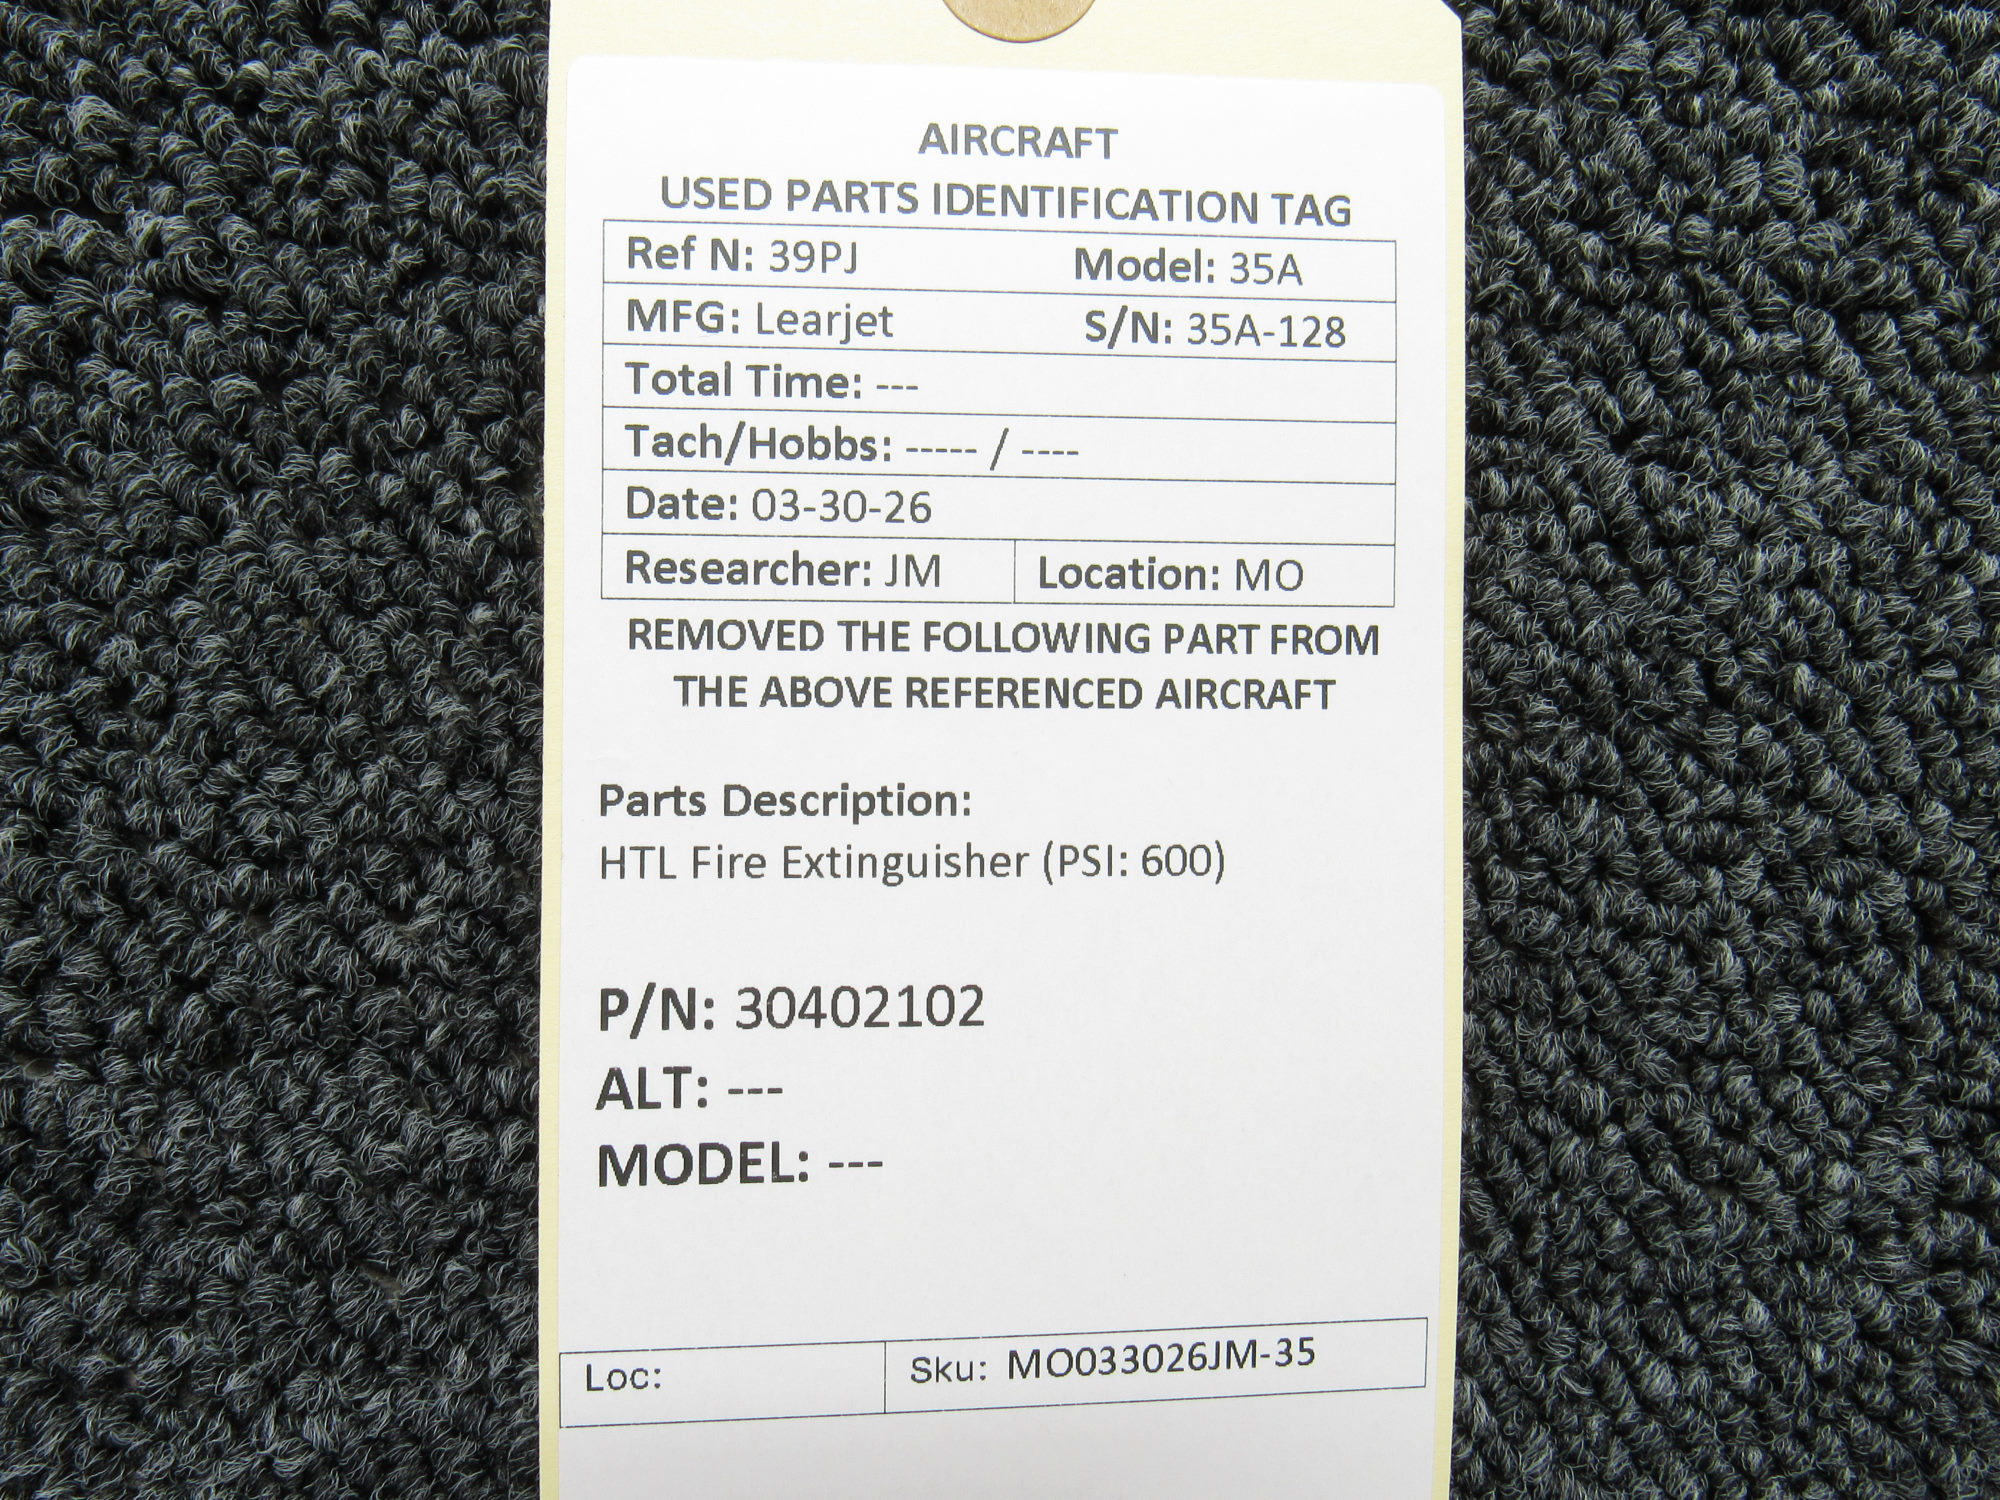 AIRCRAFT
USED PARTS IDENTIFICATION TAG
Ref N: 39PJ Model: 35A
MFG: Learjet S/N: 35A-128
Total Time: ---
Tach/Hobbs: ----- / ----
Date: 03-30-26
Researcher: JM Location: MO
REMOVED THE FOLLOWING PART FROM
THE ABOVE REFERENCED AIRCRAFT
Parts Description:
HTL Fire Extinguisher (PSI: 600)
P/N: 30402102
ALT: ---
MODEL: ---
Loc: Sku: MO033026JM-35